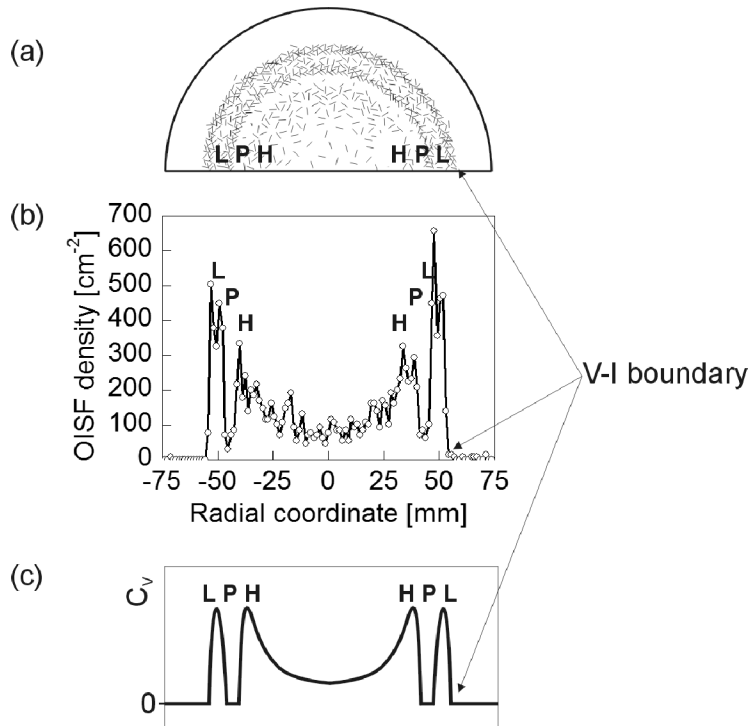 (a)
L P H H P L
(b)
700
600
500
400
300
200
100
0
OISF density [cm-2]
L
P
H
L
P
H
-75 -50 -25 0 25 50 75
Radial coordinate [mm]
V-I boundary
(c)
Cv
L P H H P L
0